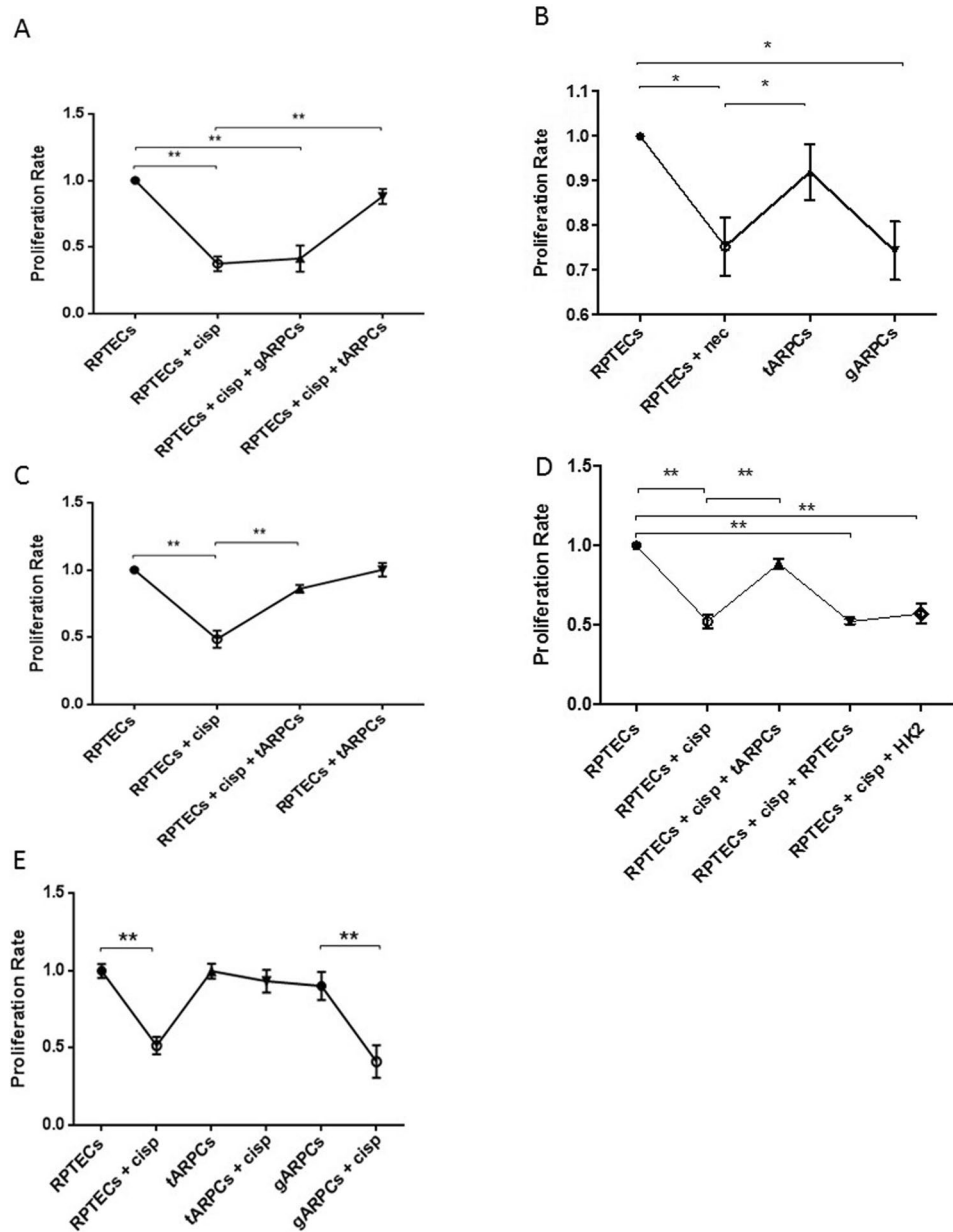 A
**
**
**
1.5
1.0
0.5
0.0
Proliferation Rate
RPTECs
RPTECs + cisp
RPTECs + cisp + gARPCs
RPTECs + cisp + tARPCs
B
*
*
*
1.1
1.0
0.9
0.8
0.7
0.6
Proliferation Rate
RPTECs
RPTECs + nec
tARPCs
gARPCs
C
**
**
1.5
1.0
0.5
0.0
Proliferation Rate
RPTECs
RPTECs + cisp
RPTECs + cisp + tARPCs
RPTECs + tARPCs
D
**
**
**
**
1.5
1.0
0.5
0.0
Proliferation Rate
RPTECs
RPTECs + cisp
RPTECs + cisp + tARPCs
RPTECs + cisp + RPTECs
RPTECs + cisp + HK2
E
**
**
1.5
1.0
0.5
0.0
Proliferation Rate
RPTECs
RPTECs + cisp
tARPCs
tARPCs + cisp
gARPCs
gARPCs + cisp